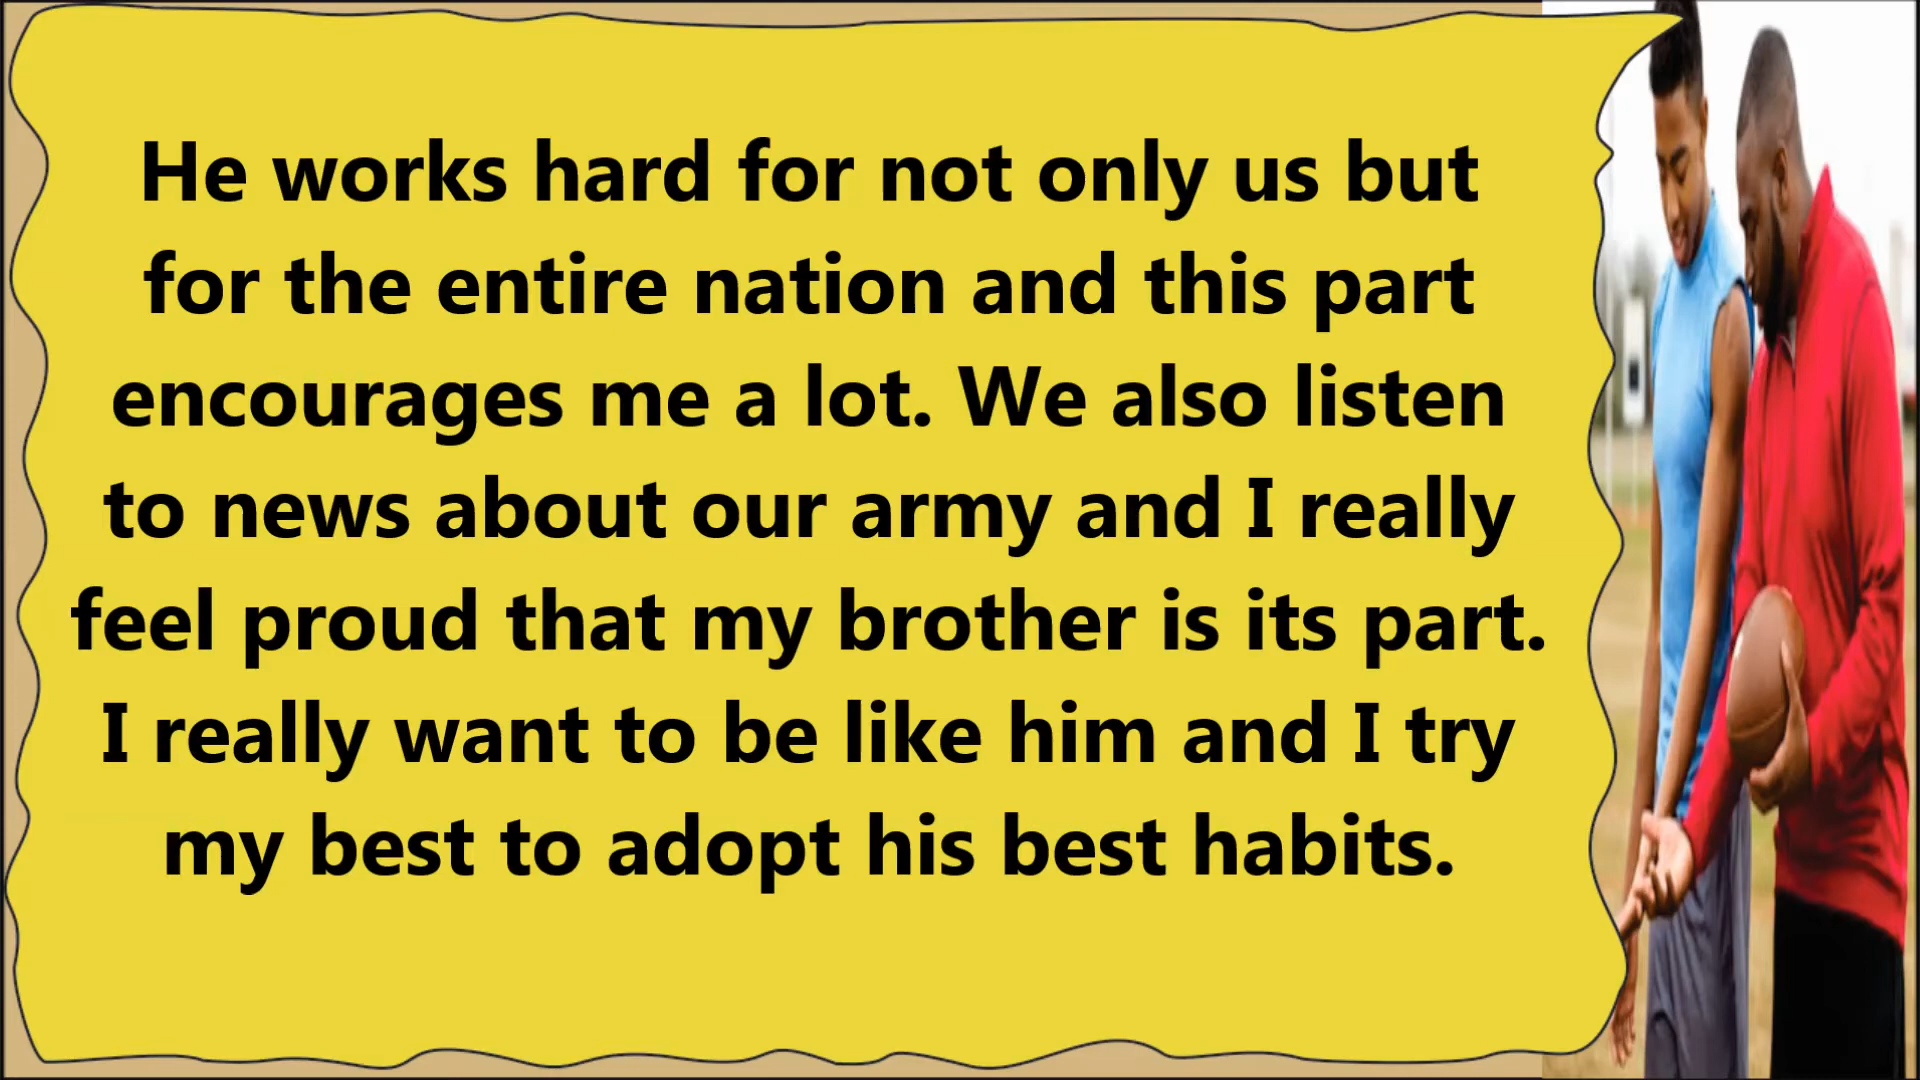 He works hard for not only us but
for the entire nation and this part
encourages me a lot. We also listen
to news about our army and I really
feel proud that my brother is its part.
I really want to be like him and I try
my best to adopt his best habits.